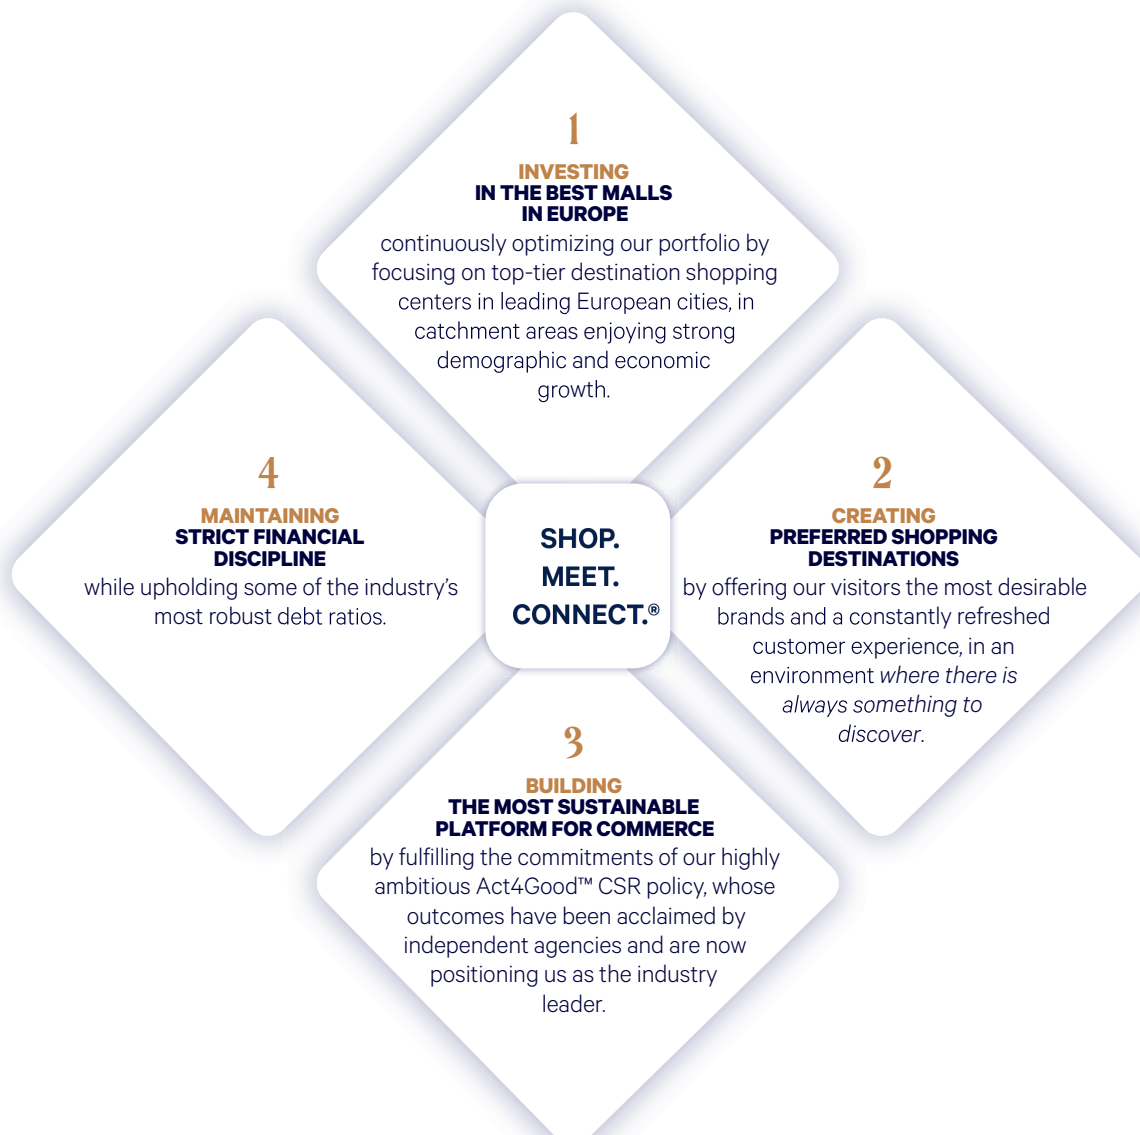 1
INVESTING
IN THE BEST MALLS
IN EUROPE
continuously optimizing our portfolio by
focusing on top-tier destination shopping
centers in leading European cities, in
catchment areas enjoying strong
demographic and economic
growth.
2
CREATING
PREFERRED SHOPPING
DESTINATIONS
by offering our visitors the most desirable
brands and a constantly refreshed
customer experience, in an
environment where there is
always something to
discover.
3
BUILDING
THE MOST SUSTAINABLE
PLATFORM FOR COMMERCE
by fulfilling the commitments of our highly
ambitious Act4Good™ CSR policy, whose
outcomes have been acclaimed by
independent agencies and are now
positioning us as the industry
leader.
4
MAINTAINING
STRICT FINANCIAL
DISCIPLINE
while upholding some of the industry’s
most robust debt ratios.
SHOP.
MEET.
CONNECT.®